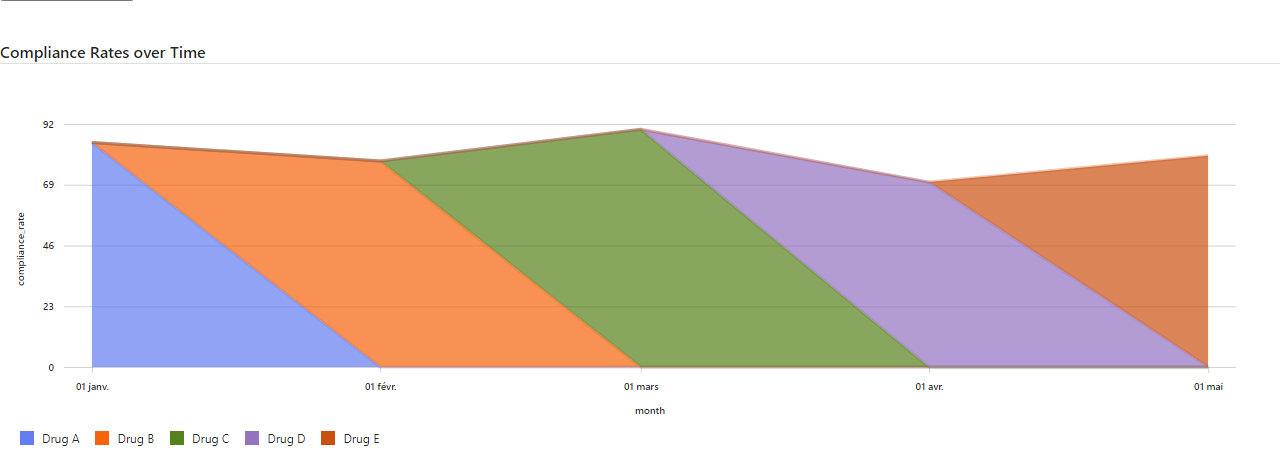 Compliance Rates over Time
92
69
46
23
0
compliance_rate
01 janv.
01 févr.
01 mars
01 avr.
01 mai
month
Drug A
Drug B
Drug C
Drug D
Drug E